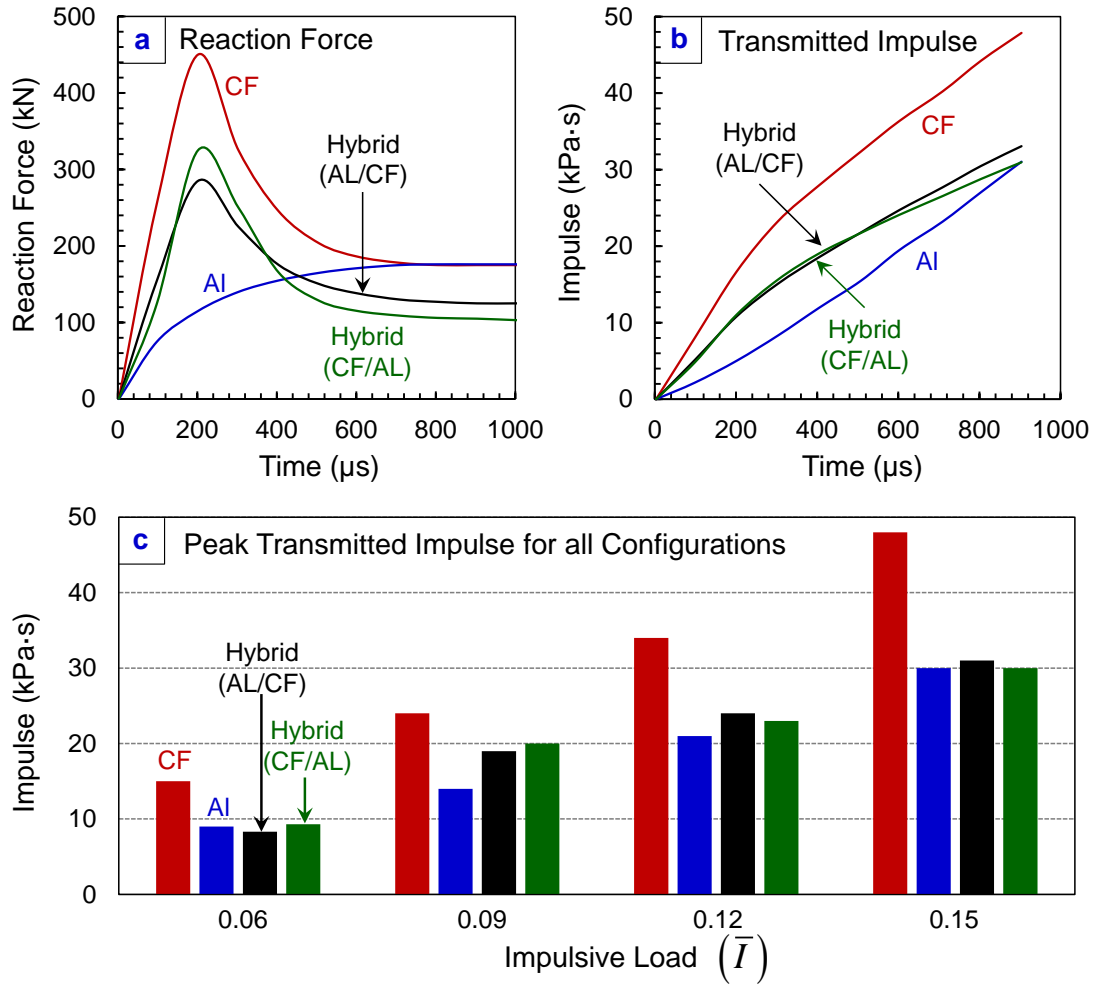 a Reaction Force
Reaction Force (kN)
500
400
300
200
100
0
CF
Hybrid
(AL/CF)
Al
Hybrid
(CF/AL)
0 200 400 600 800 1000
Time (µs)
b Transmitted Impulse
Impulse (kPa·s)
50
40
30
20
10
0
CF
Hybrid
(AL/CF)
Al
Hybrid
(CF/AL)
0 200 400 600 800 1000
Time (µs)
c Peak Transmitted Impulse for all Configurations
Impulse (kPa·s)
50
40
30
20
10
0
CF
Al
Hybrid
(AL/CF)
Hybrid
(CF/AL)
0.06 0.09 0.12 0.15
Impulsive Load (Ī)